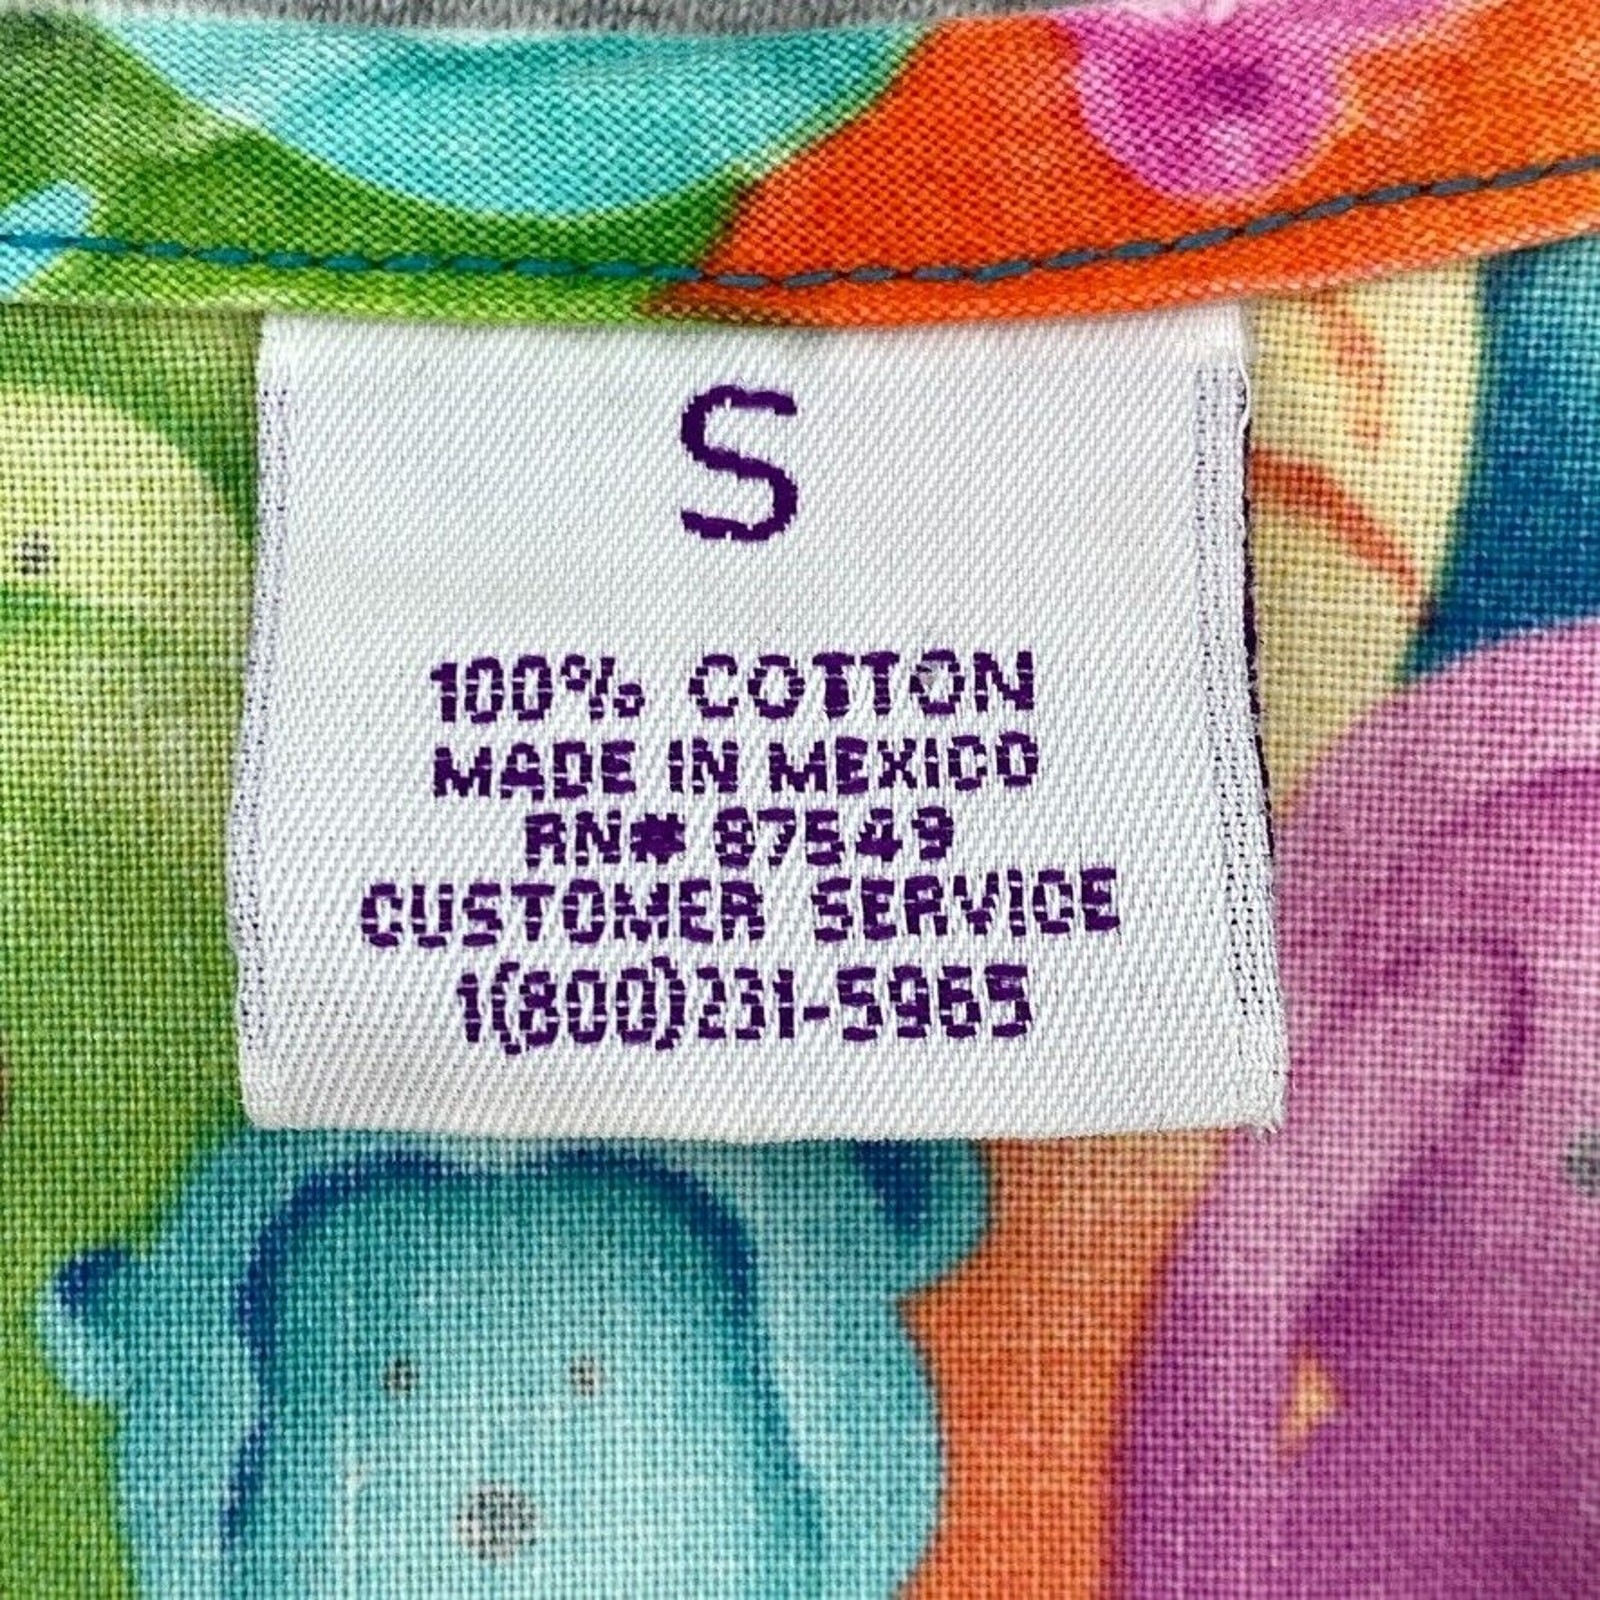 S
100% COTTON
MADE IN MEXICO
RN# 87549
CUSTOMER SERVICE
1(800)231-5965